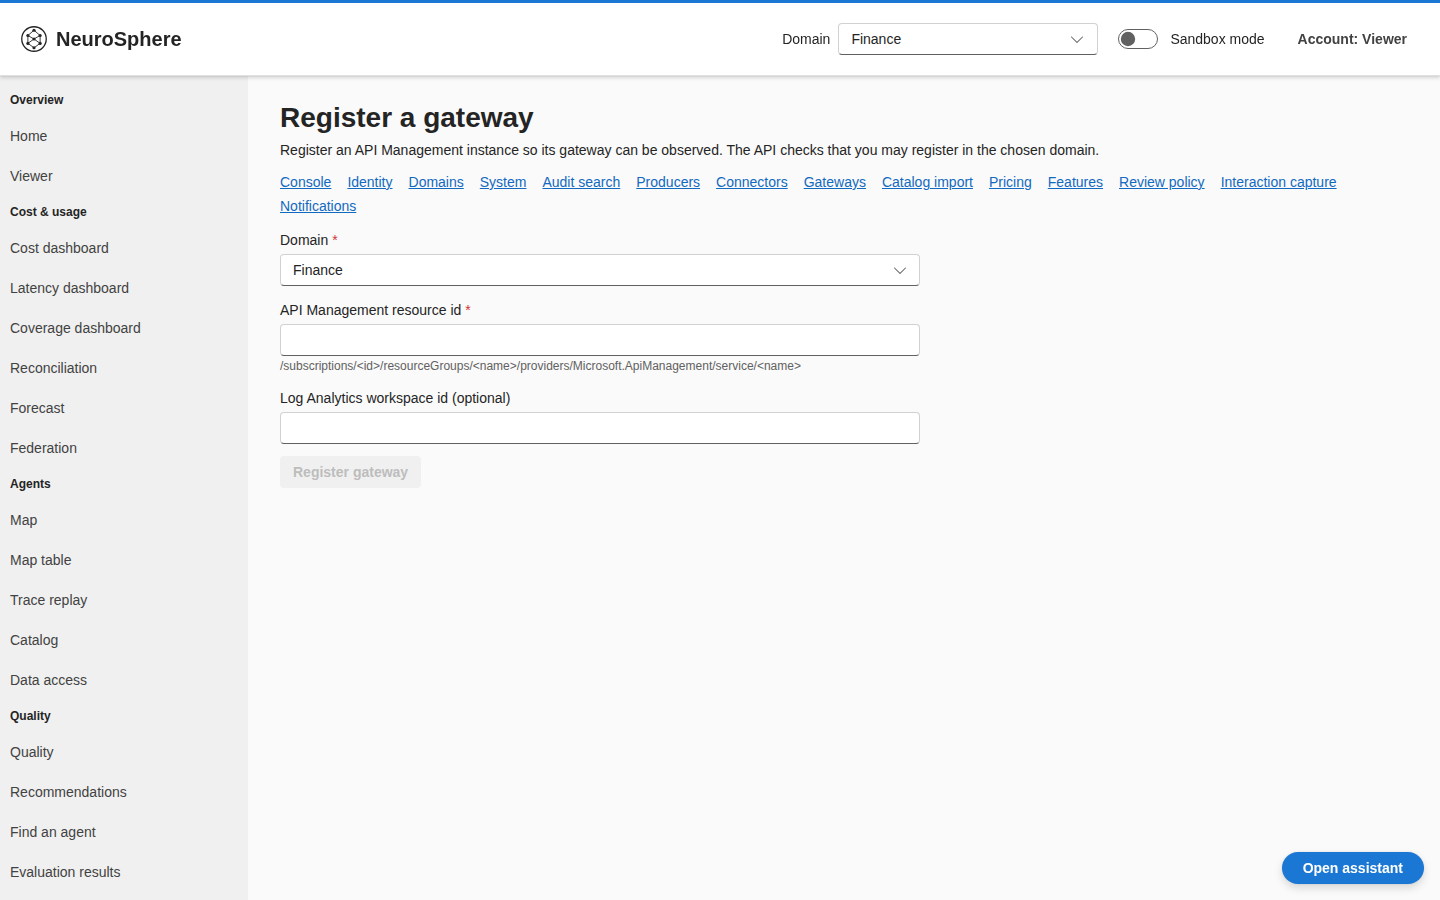 NeuroSphere
Domain
Finance
Sandbox mode
Account: Viewer
Overview
Home
Viewer
Cost & usage
Cost dashboard
Latency dashboard
Coverage dashboard
Reconciliation
Forecast
Federation
Agents
Map
Map table
Trace replay
Catalog
Data access
Quality
Quality
Recommendations
Find an agent
Evaluation results
Register a gateway
Register an API Management instance so its gateway can be observed. The API checks that you may register in the chosen domain.
Console Identity Domains System Audit search Producers Connectors Gateways Catalog import Pricing Features Review policy Interaction capture
Notifications
Domain *
Finance
API Management resource id *
/subscriptions/<id>/resourceGroups/<name>/providers/Microsoft.ApiManagement/service/<name>
Log Analytics workspace id (optional)
Register gateway
Open assistant